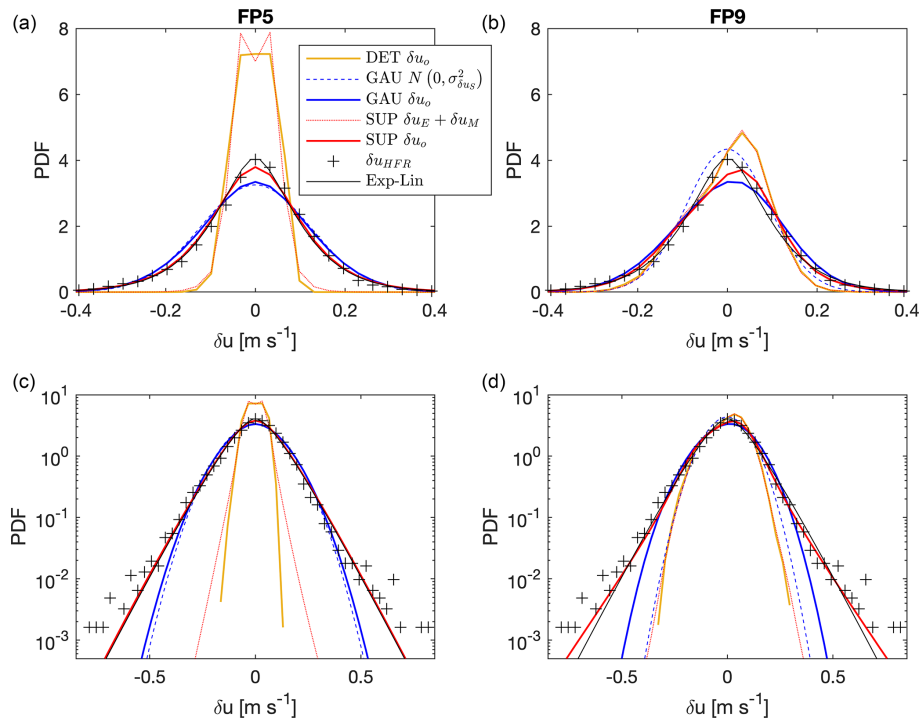 (a) FP5
8
6
4
2
0
PDF
-0.4 -0.2 0 0.2 0.4
δu [m s⁻¹]
DET δu_o
GAU N (0, σ²_δu_S)
GAU δu_o
SUP δu_E + δu_M
SUP δu_o
δu_HFR
Exp-Lin
(b) FP9
8
6
4
2
0
PDF
-0.4 -0.2 0 0.2 0.4
δu [m s⁻¹]
(c)
10¹
10⁰
10⁻¹
10⁻²
10⁻³
PDF
-0.5 0 0.5
δu [m s⁻¹]
(d)
10¹
10⁰
10⁻¹
10⁻²
10⁻³
PDF
-0.5 0 0.5
δu [m s⁻¹]